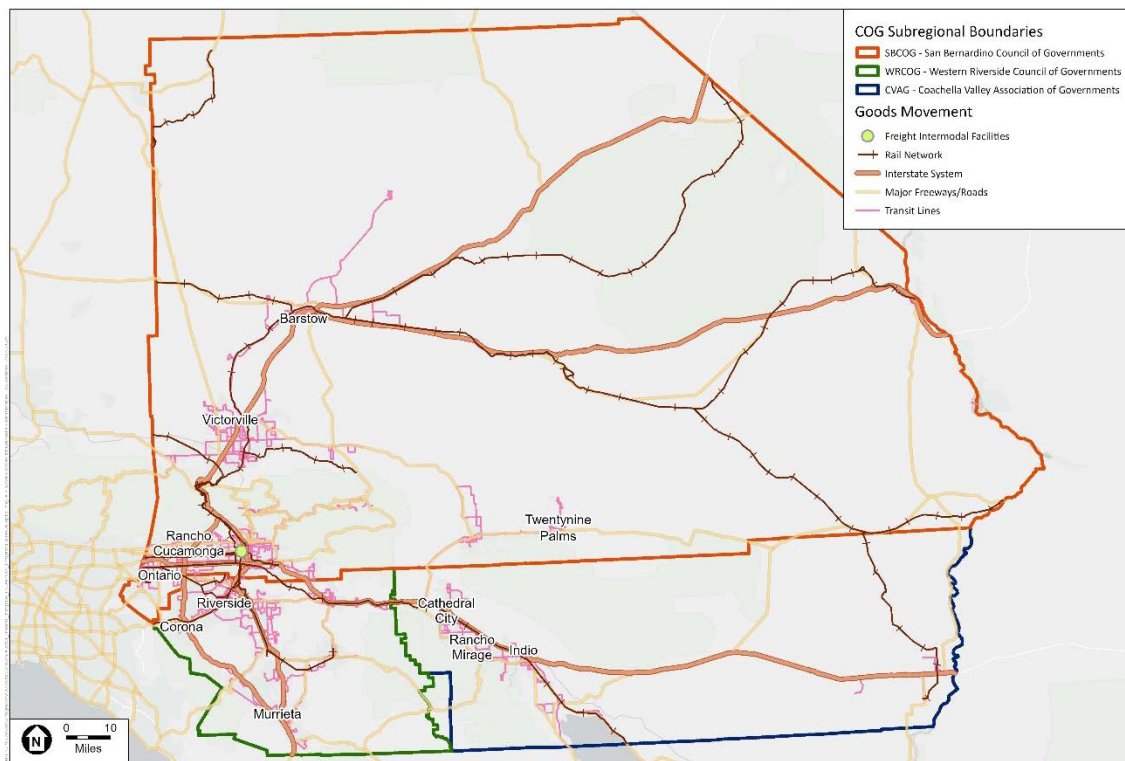 COG Subregional Boundaries
SBCOG - San Bernardino Council of Governments
WRCOG - Western Riverside Council of Governments
CVAG - Coachella Valley Association of Governments
Goods Movement
Freight Intermodal Facilities
Rail Network
Interstate System
Major Freeways/Roads
Transit Lines
Barstow
Victorville
Twentynine
Palms
Rancho
Cucamonga
Ontario
Riverside
Corona
Cathedral
City
Rancho
Mirage
Indio
Murrieta
N
0 10
Miles